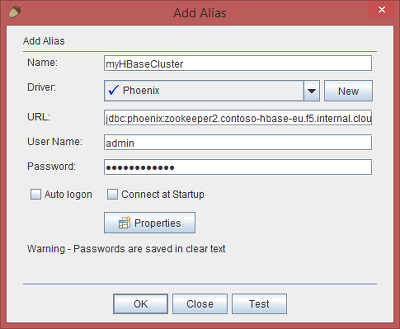 Add Alias
Add Alias
Name: myHBaseCluster
Driver: Phoenix New
URL: jdbc:phoenix:zookeeper2.contoso-hbase-eu.f5.internal.clou
User Name: admin
Password: ••••••••••••
Auto logon Connect at Startup
Properties
Warning - Passwords are saved in clear text
OK Close Test